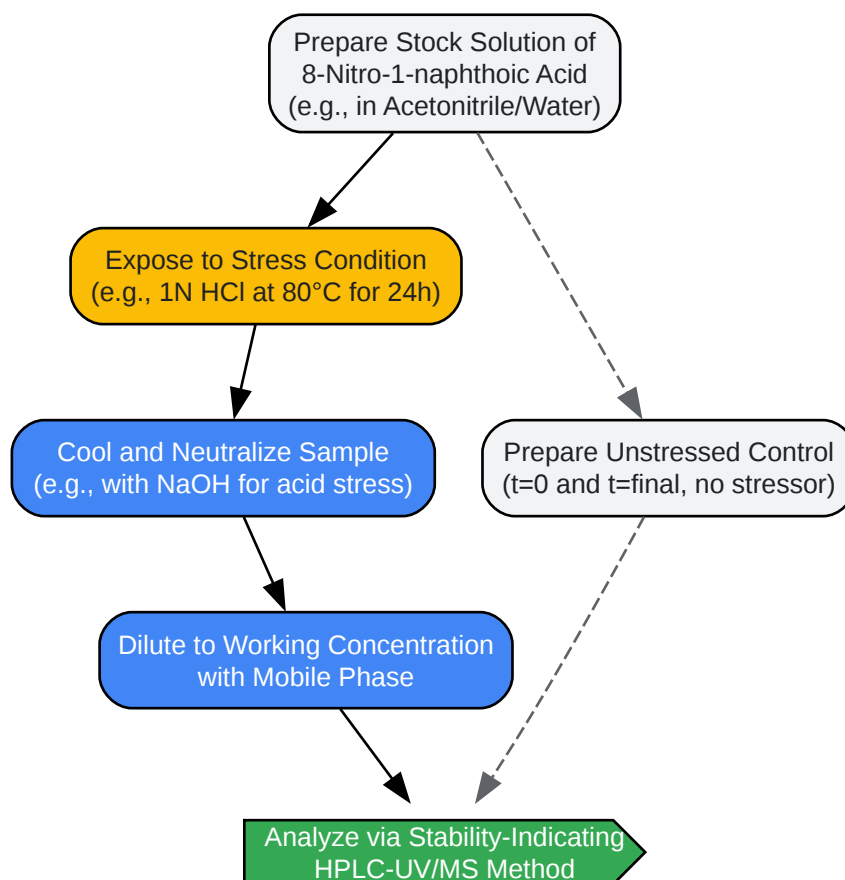 Prepare Stock Solution of
8-Nitro-1-naphthoic Acid
(e.g., in Acetonitrile/Water)
Expose to Stress Condition
(e.g., 1N HCl at 80°C for 24h)
Cool and Neutralize Sample
(e.g., with NaOH for acid stress)
Prepare Unstressed Control
(t=0 and t=final, no stressor)
Dilute to Working Concentration
with Mobile Phase
Analyze via Stability-Indicating
HPLC-UV/MS Method